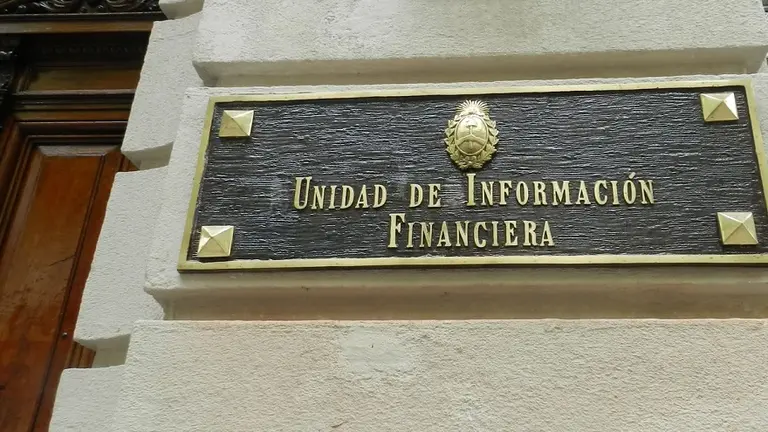 UNIDAD DE INFORMACIÓN
FINANCIERA